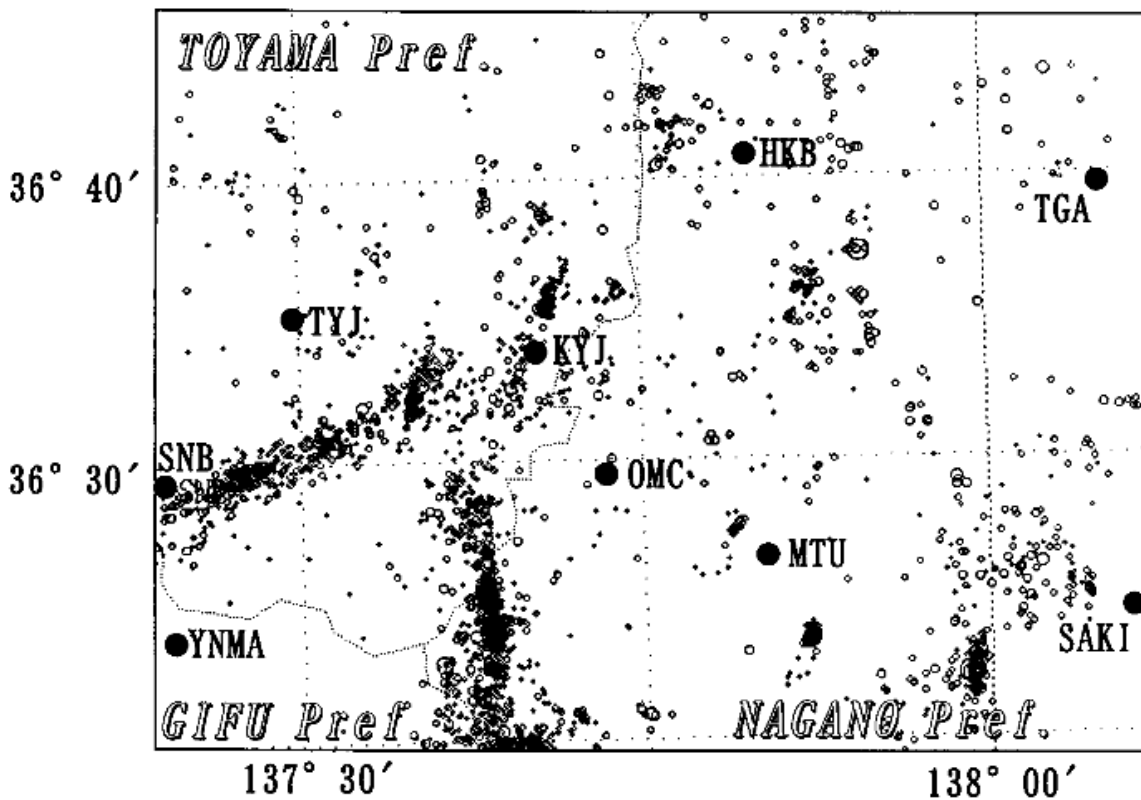 TOYAMA Pref.
HKB
36° 40′
TGA
TYJ
KYJ
SNB
36° 30′
OMC
MTU
SAKI
YNMA
GIFU Pref.
NAGANO Pref.
137° 30′
138° 00′